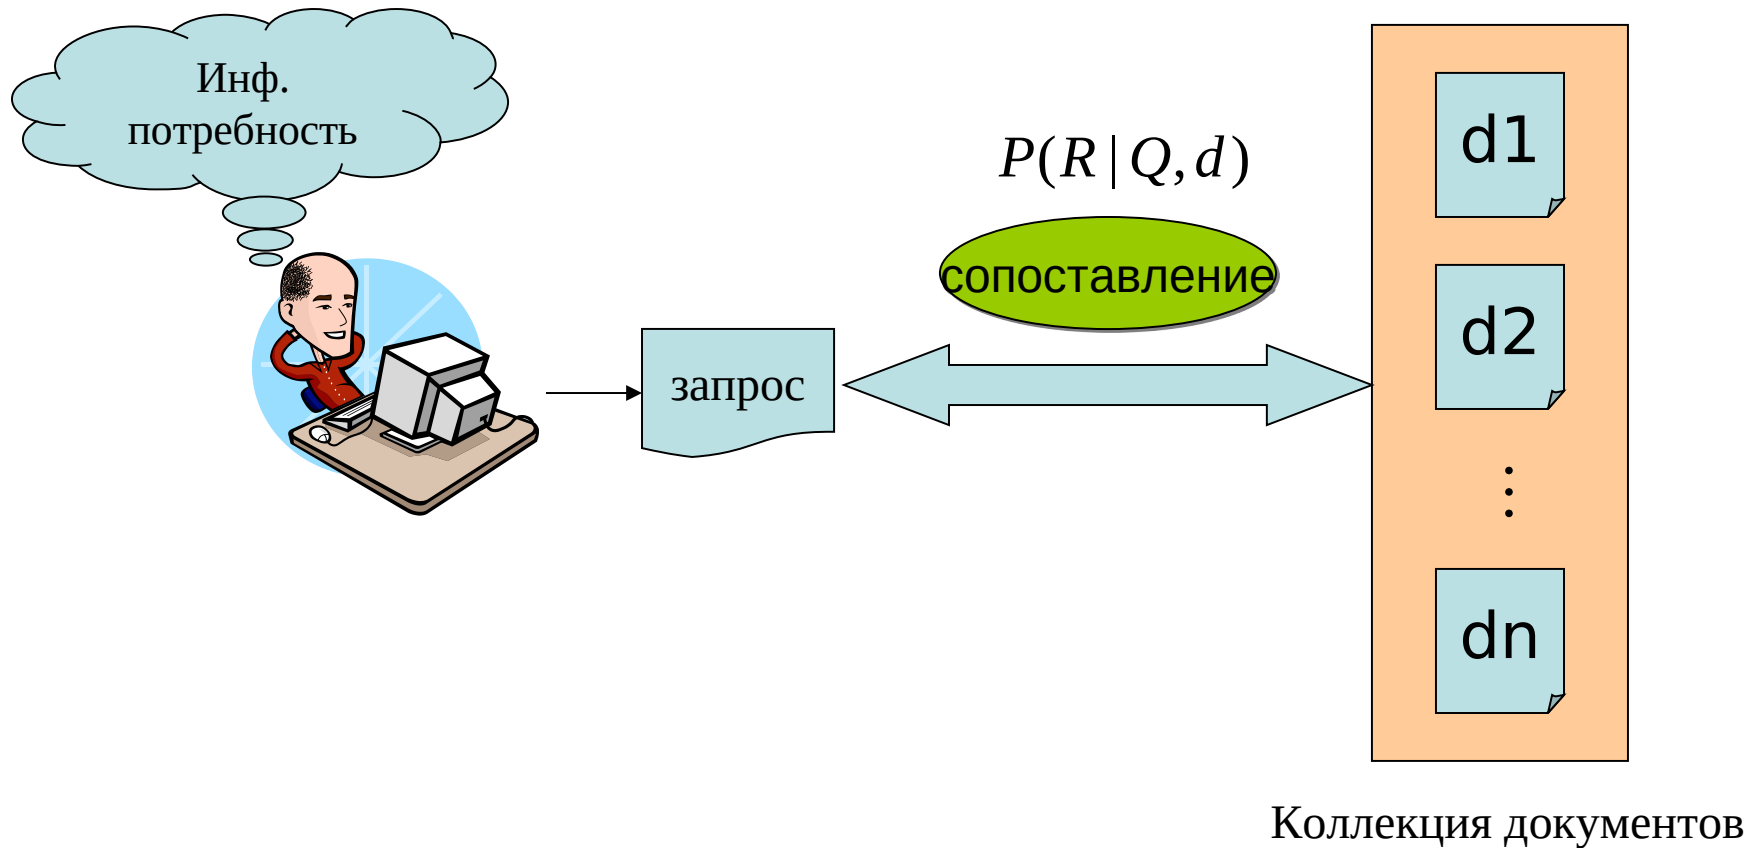 Инф.
потребность
P(R|Q,d)
сопоставление
запрос
d1
d2
⋮
dn
Коллекция документов